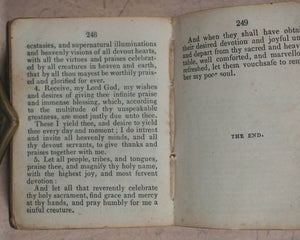 248
ecstasies, and supernatural illuminations
and heavenly visions of all devout hearts,
with all the virtues and praises celebrat-
ed by all creatures in heaven and earth,
that by all thou mayest be worthily prais-
ed and glorified for ever.
4. Receive, my Lord God, my wishes
and desires of giving thee infinite praise
and immense blessing, which, according
to the multitude of thy unspeakable
greatness, are most justly due unto thee.
These I yield thee, and desire to yield
thee every day and moment; I do intreat
and invite all heavenly minds, and all
thy devout servants, to give thanks and
praises together with me.
5. Let all people, tribes, and tongues,
praise thee, and magnify thy holy name,
with the highest joy, and most fervent
devotion:
And let all that reverently celebrate
thy holy sacrament, find grace and mercy
at thy hands, and pray humbly for me a
sinful creature.
249
And when they shall have obta
their desired devotion and joyful un
and depart from thy sacred and heave
table, well comforted, and marvell
refreshed, let them vouchsafe to rem
ber my poor soul.
THE END.